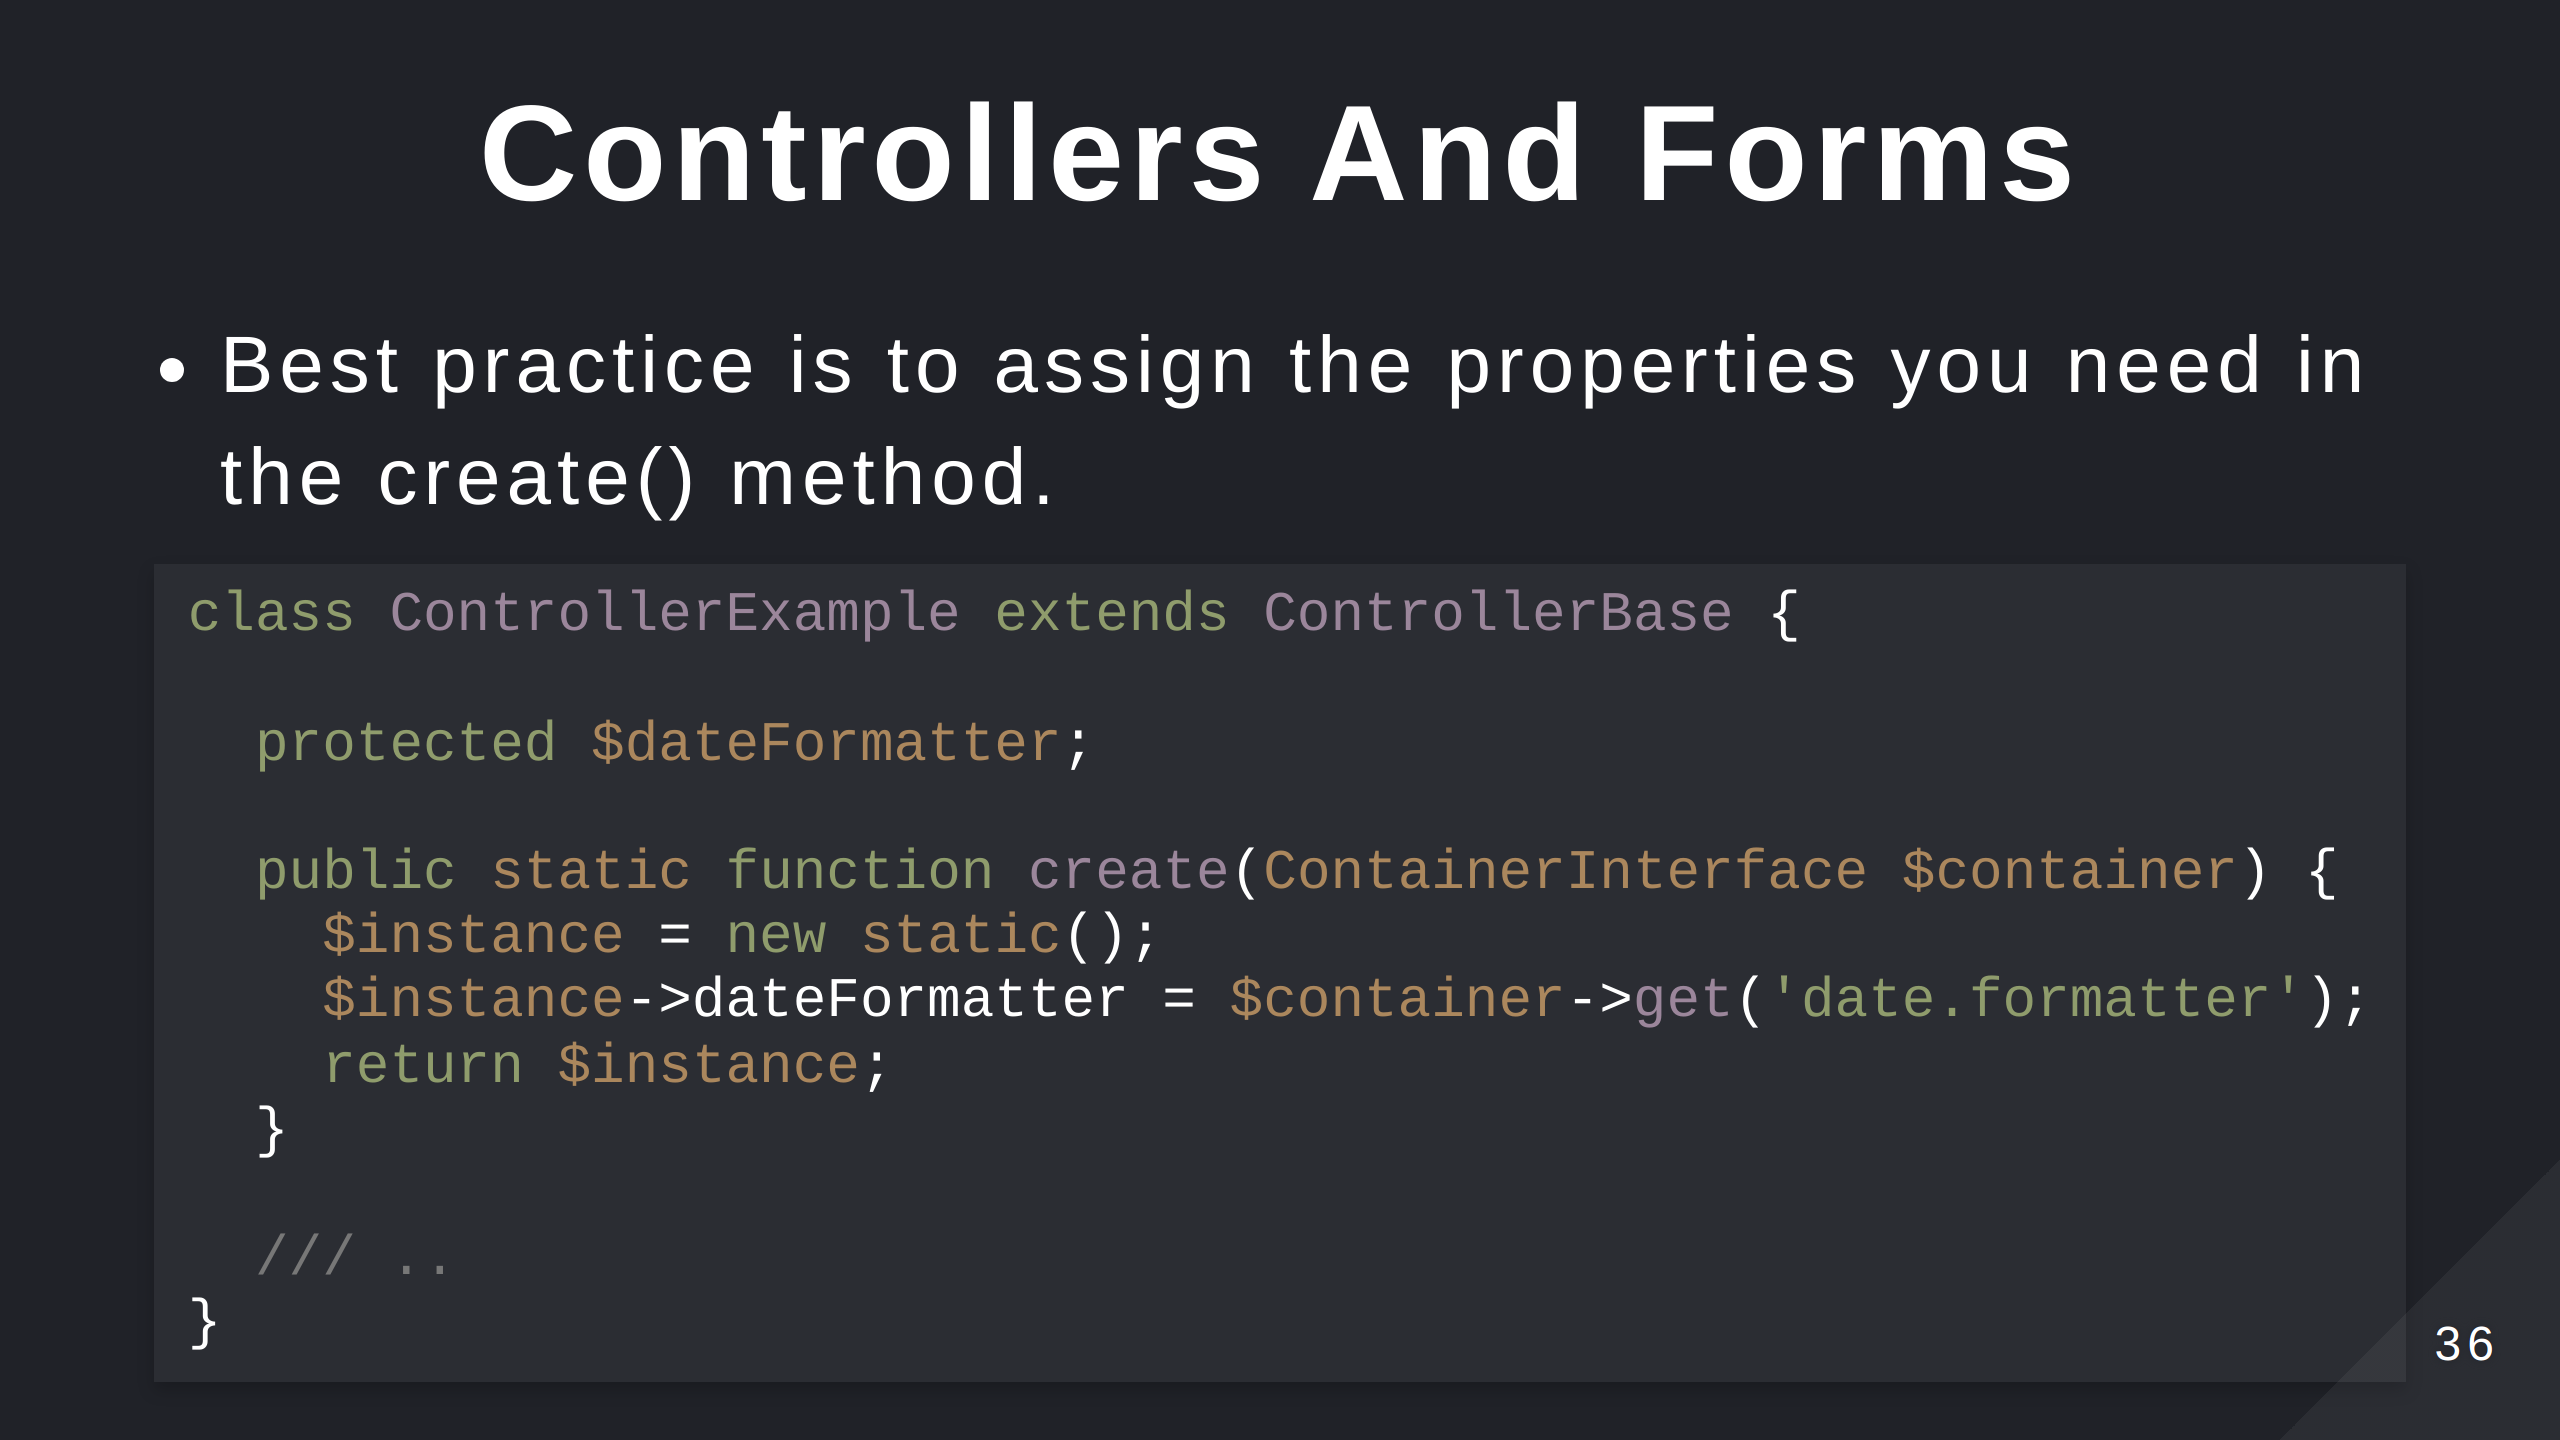 Controllers And Forms
• Best practice is to assign the properties you need in
the create() method.
class ControllerExample extends ControllerBase {

  protected $dateFormatter;

  public static function create(ContainerInterface $container) {
    $instance = new static();
    $instance->dateFormatter = $container->get('date.formatter');
    return $instance;
  }

  /// ..
}
36